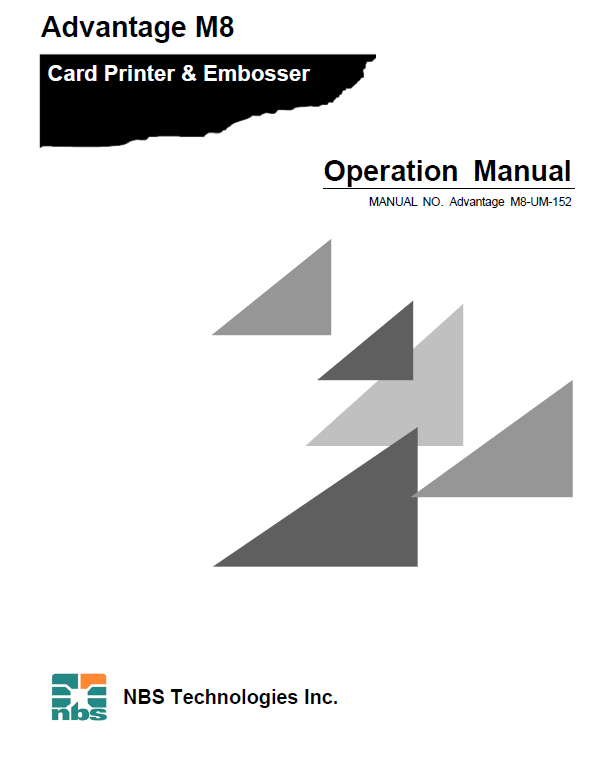 Advantage M8
Card Printer & Embosser
Operation Manual
MANUAL NO. Advantage M8-UM-152
nbs
NBS Technologies Inc.